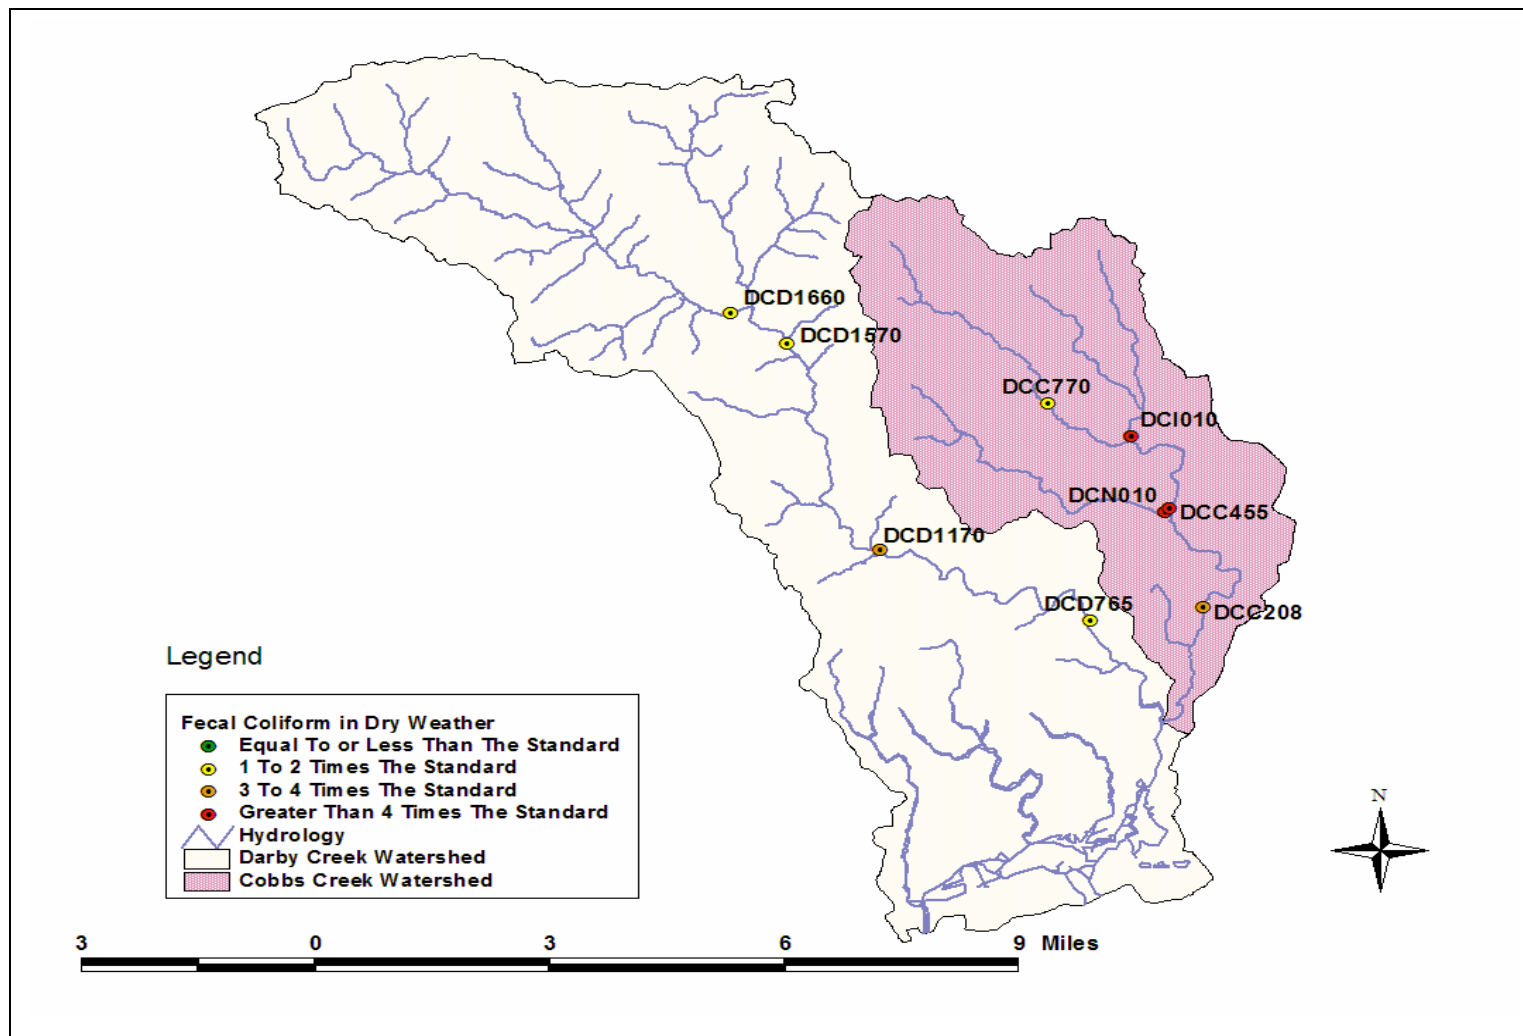 DCD1660
DCD1570
DCC770
DCI010
DCN010
DCC455
DCD1170
DCD765
DCC208
Legend
Fecal Coliform in Dry Weather
Equal To or Less Than The Standard
1 To 2 Times The Standard
3 To 4 Times The Standard
Greater Than 4 Times The Standard
Hydrology
Darby Creek Watershed
Cobbs Creek Watershed
N
3 0 3 6 9 Miles